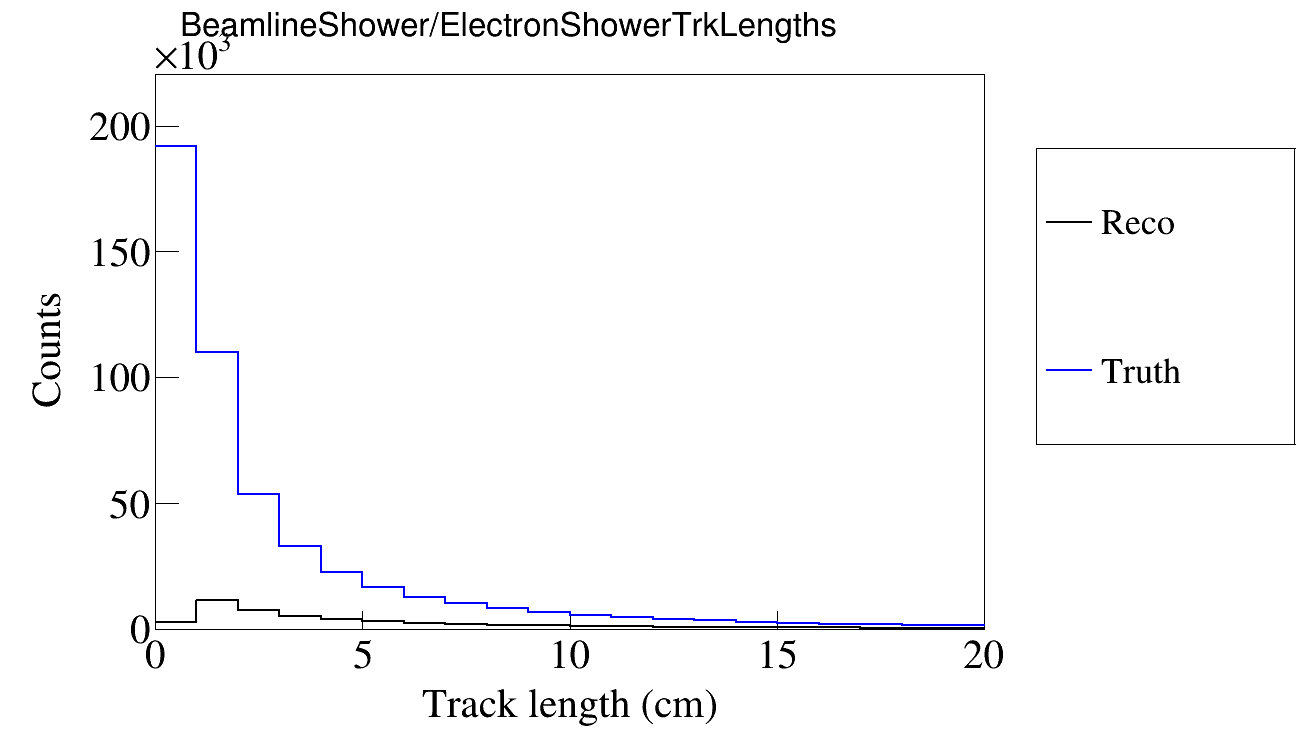 BeamlineShower/ElectronShowerTrkLengths
×10³
200
150
100
50
0
0 5 10 15 20
Counts
Track length (cm)
Reco
Truth